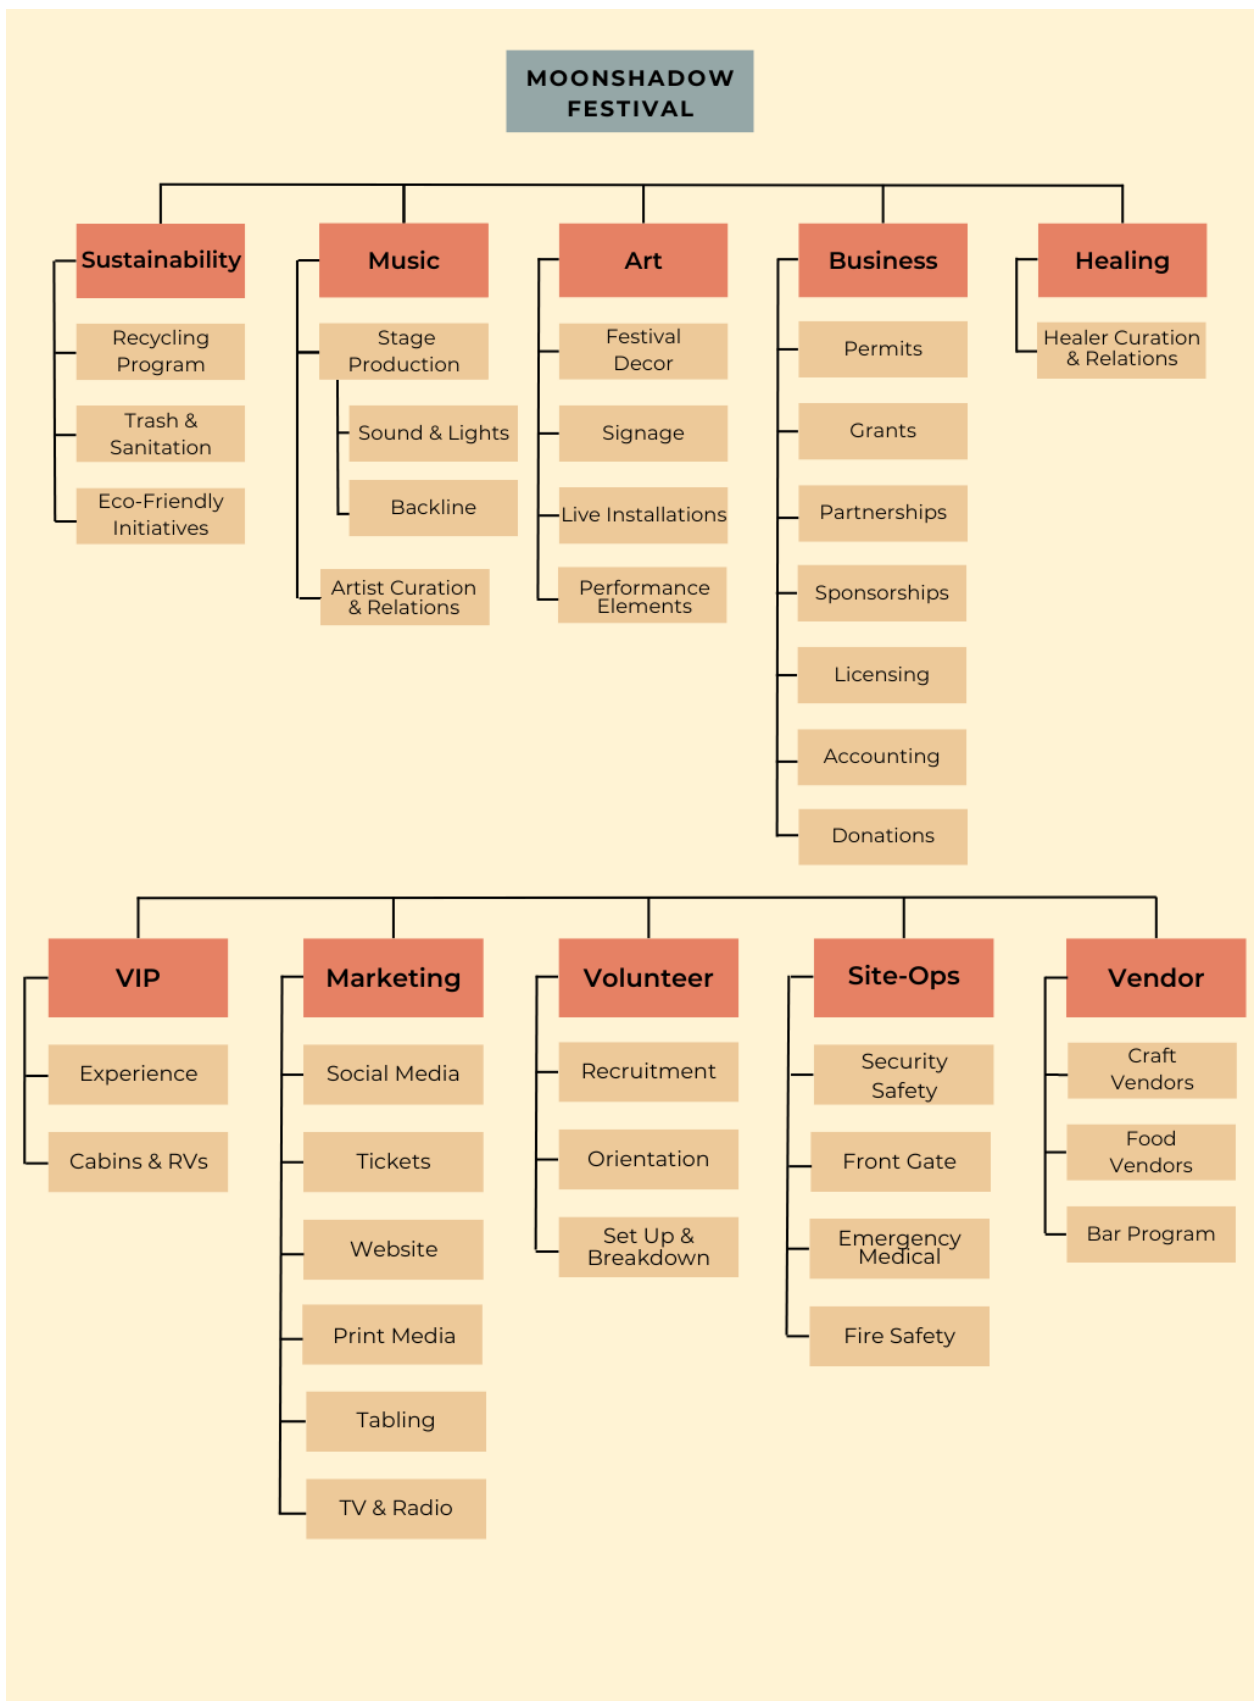 MOONSHADOW
FESTIVAL
Sustainability
Recycling
Program
Trash &
Sanitation
Eco-Friendly
Initiatives
Music
Stage
Production
Sound & Lights
Backline
Artist Curation
& Relations
Art
Festival
Decor
Signage
Live Installations
Performance
Elements
Business
Permits
Grants
Partnerships
Sponsorships
Licensing
Accounting
Donations
Healing
Healer Curation
& Relations
VIP
Experience
Cabins & RVs
Marketing
Social Media
Tickets
Website
Print Media
Tabling
TV & Radio
Volunteer
Recruitment
Orientation
Set Up &
Breakdown
Site-Ops
Security
Safety
Front Gate
Emergency
Medical
Fire Safety
Vendor
Craft
Vendors
Food
Vendors
Bar Program